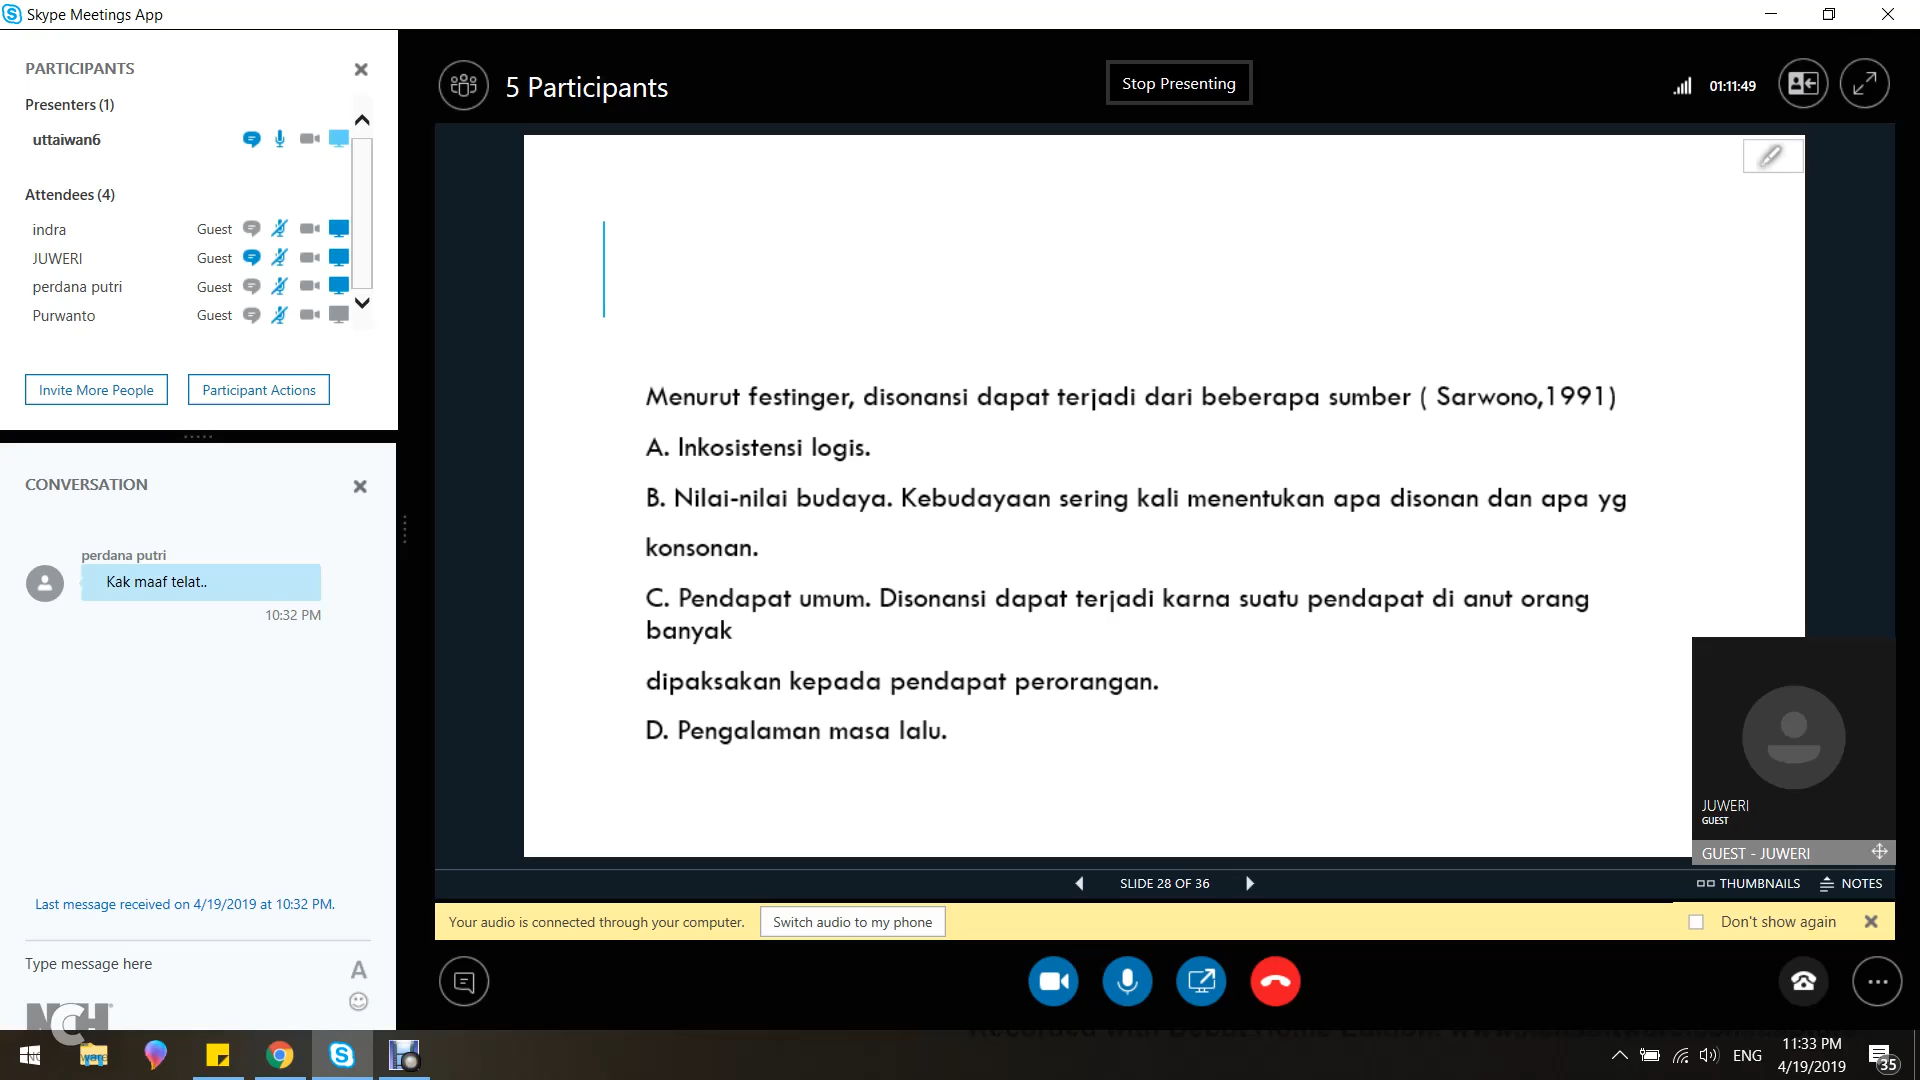 Skype Meetings App
PARTICIPANTS
Presenters (1)
uttaiwan6
Attendees (4)
indra Guest
JUWERI Guest
perdana putri Guest
Purwanto Guest
Invite More People
Participant Actions
CONVERSATION
perdana putri
Kak maaf telat..
10:32 PM
Last message received on 4/19/2019 at 10:32 PM.
Type message here
A
NCH
5 Participants
Stop Presenting
01:11:49
Menurut festinger, disonansi dapat terjadi dari beberapa sumber ( Sarwono,1991)
A. Inkosistensi logis.
B. Nilai-nilai budaya. Kebudayaan sering kali menentukan apa disonan dan apa yg
konsonan.
C. Pendapat umum. Disonansi dapat terjadi karna suatu pendapat di anut orang
banyak
dipaksakan kepada pendapat perorangan.
D. Pengalaman masa lalu.
JUWERI
GUEST
GUEST - JUWERI
SLIDE 28 OF 36
THUMBNAILS
NOTES
Your audio is connected through your computer.
Switch audio to my phone
Don't show again
ENG
11:33 PM
4/19/2019
35